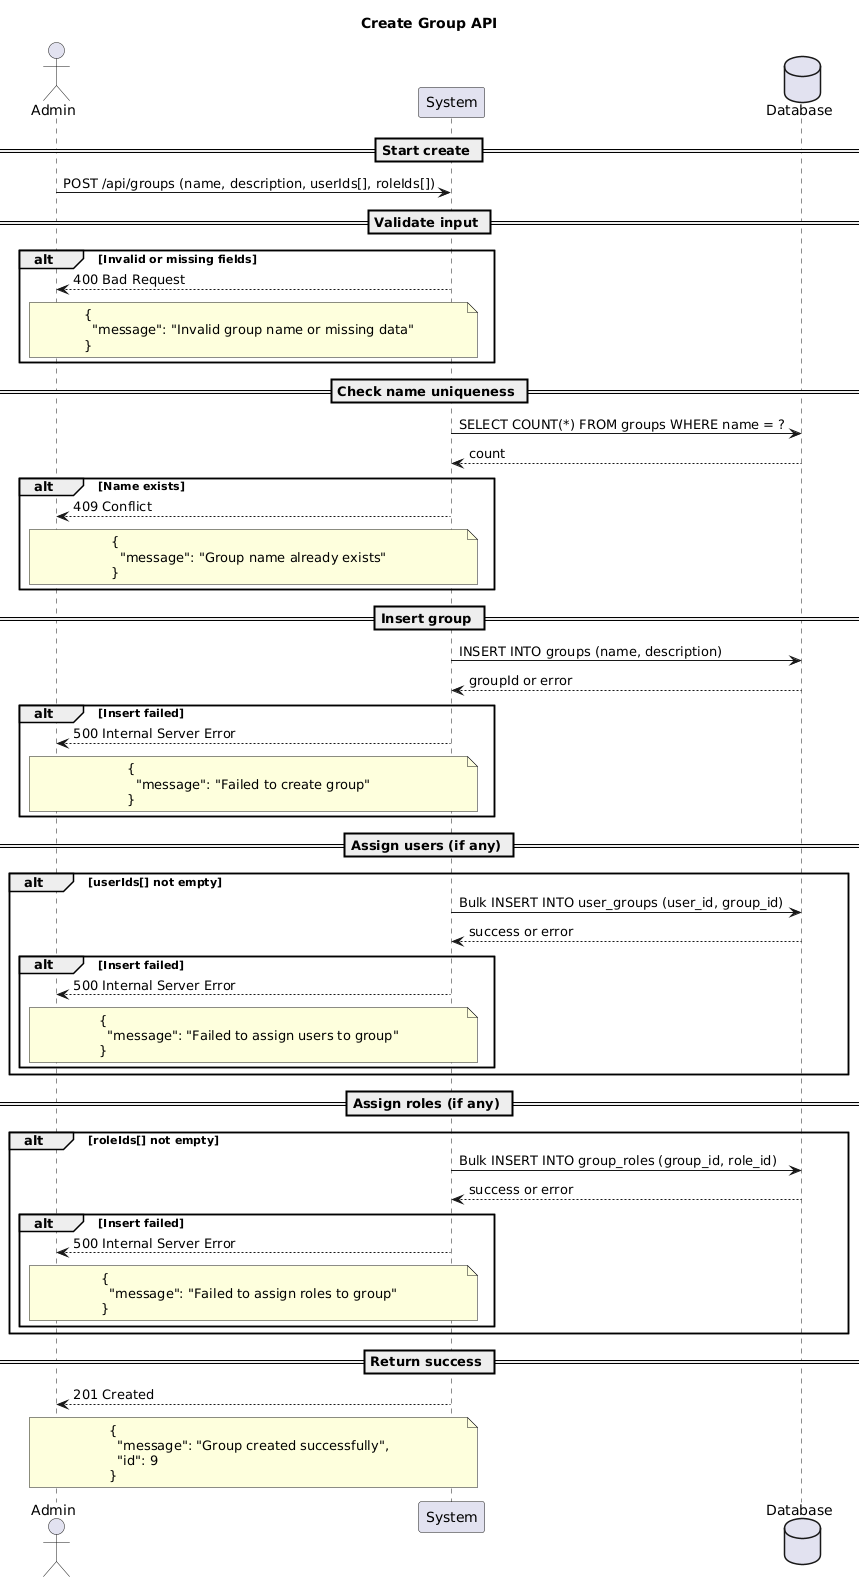 Create Group API
Admin
System
Database
Start create
POST /api/groups (name, description, userIds[], roleIds[])
Validate input
alt [Invalid or missing fields]
400 Bad Request
{
"message": "Invalid group name or missing data"
}
Check name uniqueness
SELECT COUNT(*) FROM groups WHERE name = ?
count
alt [Name exists]
409 Conflict
{
"message": "Group name already exists"
}
Insert group
INSERT INTO groups (name, description)
groupId or error
alt [Insert failed]
500 Internal Server Error
{
"message": "Failed to create group"
}
Assign users (if any)
alt [userIds[] not empty]
Bulk INSERT INTO user_groups (user_id, group_id)
success or error
alt [Insert failed]
500 Internal Server Error
{
"message": "Failed to assign users to group"
}
Assign roles (if any)
alt [roleIds[] not empty]
Bulk INSERT INTO group_roles (group_id, role_id)
success or error
alt [Insert failed]
500 Internal Server Error
{
"message": "Failed to assign roles to group"
}
Return success
201 Created
{
"message": "Group created successfully",
"id": 9
}
Admin
System
Database